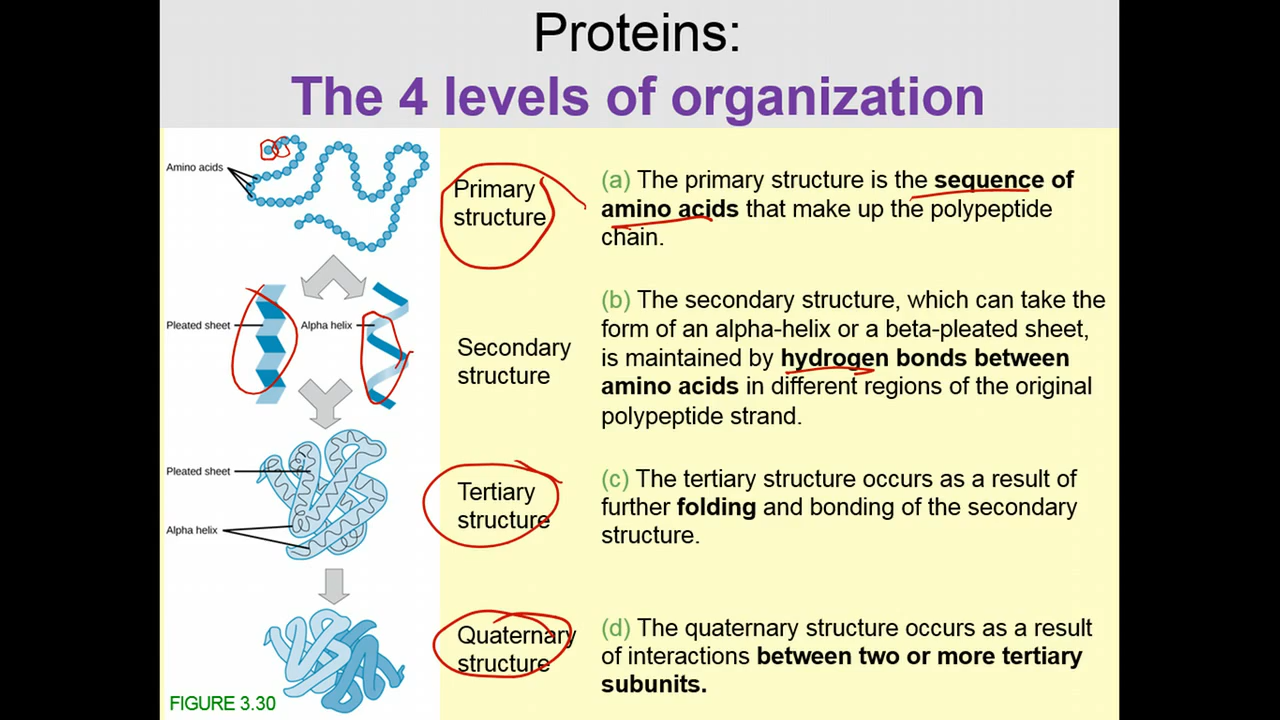 Proteins:
The 4 levels of organization
Amino acids
Primary
structure
(a) The primary structure is the sequence of
amino acids that make up the polypeptide
chain.
Pleated sheet
Alpha helix
Secondary
structure
(b) The secondary structure, which can take the
form of an alpha-helix or a beta-pleated sheet,
is maintained by hydrogen bonds between
amino acids in different regions of the original
polypeptide strand.
Pleated sheet
Alpha helix
Tertiary
structure
(c) The tertiary structure occurs as a result of
further folding and bonding of the secondary
structure.
Quaternary
structure
(d) The quaternary structure occurs as a result
of interactions between two or more tertiary
subunits.
FIGURE 3.30